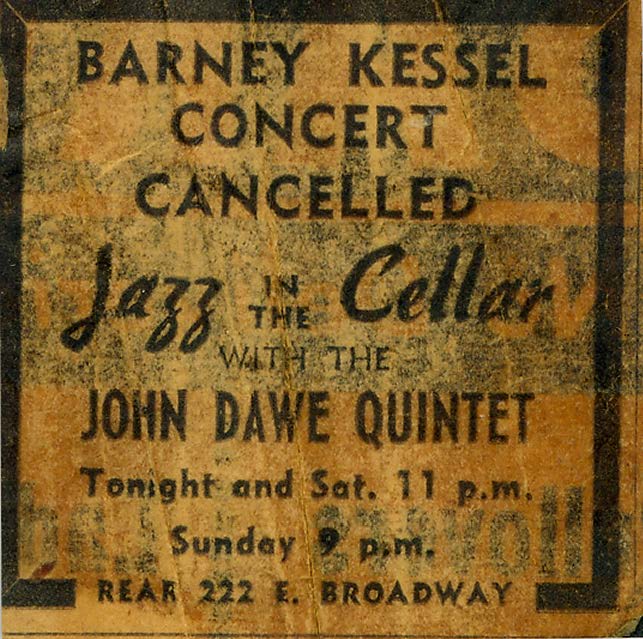 BARNEY KESSEL
CONCERT
CANCELLED
Jazz IN THE Cellar
WITH THE
JOHN DAWE QUINTET
Tonight and Sat. 11 p.m.
Sunday 9 p.m.
REAR 222 E. BROADWAY